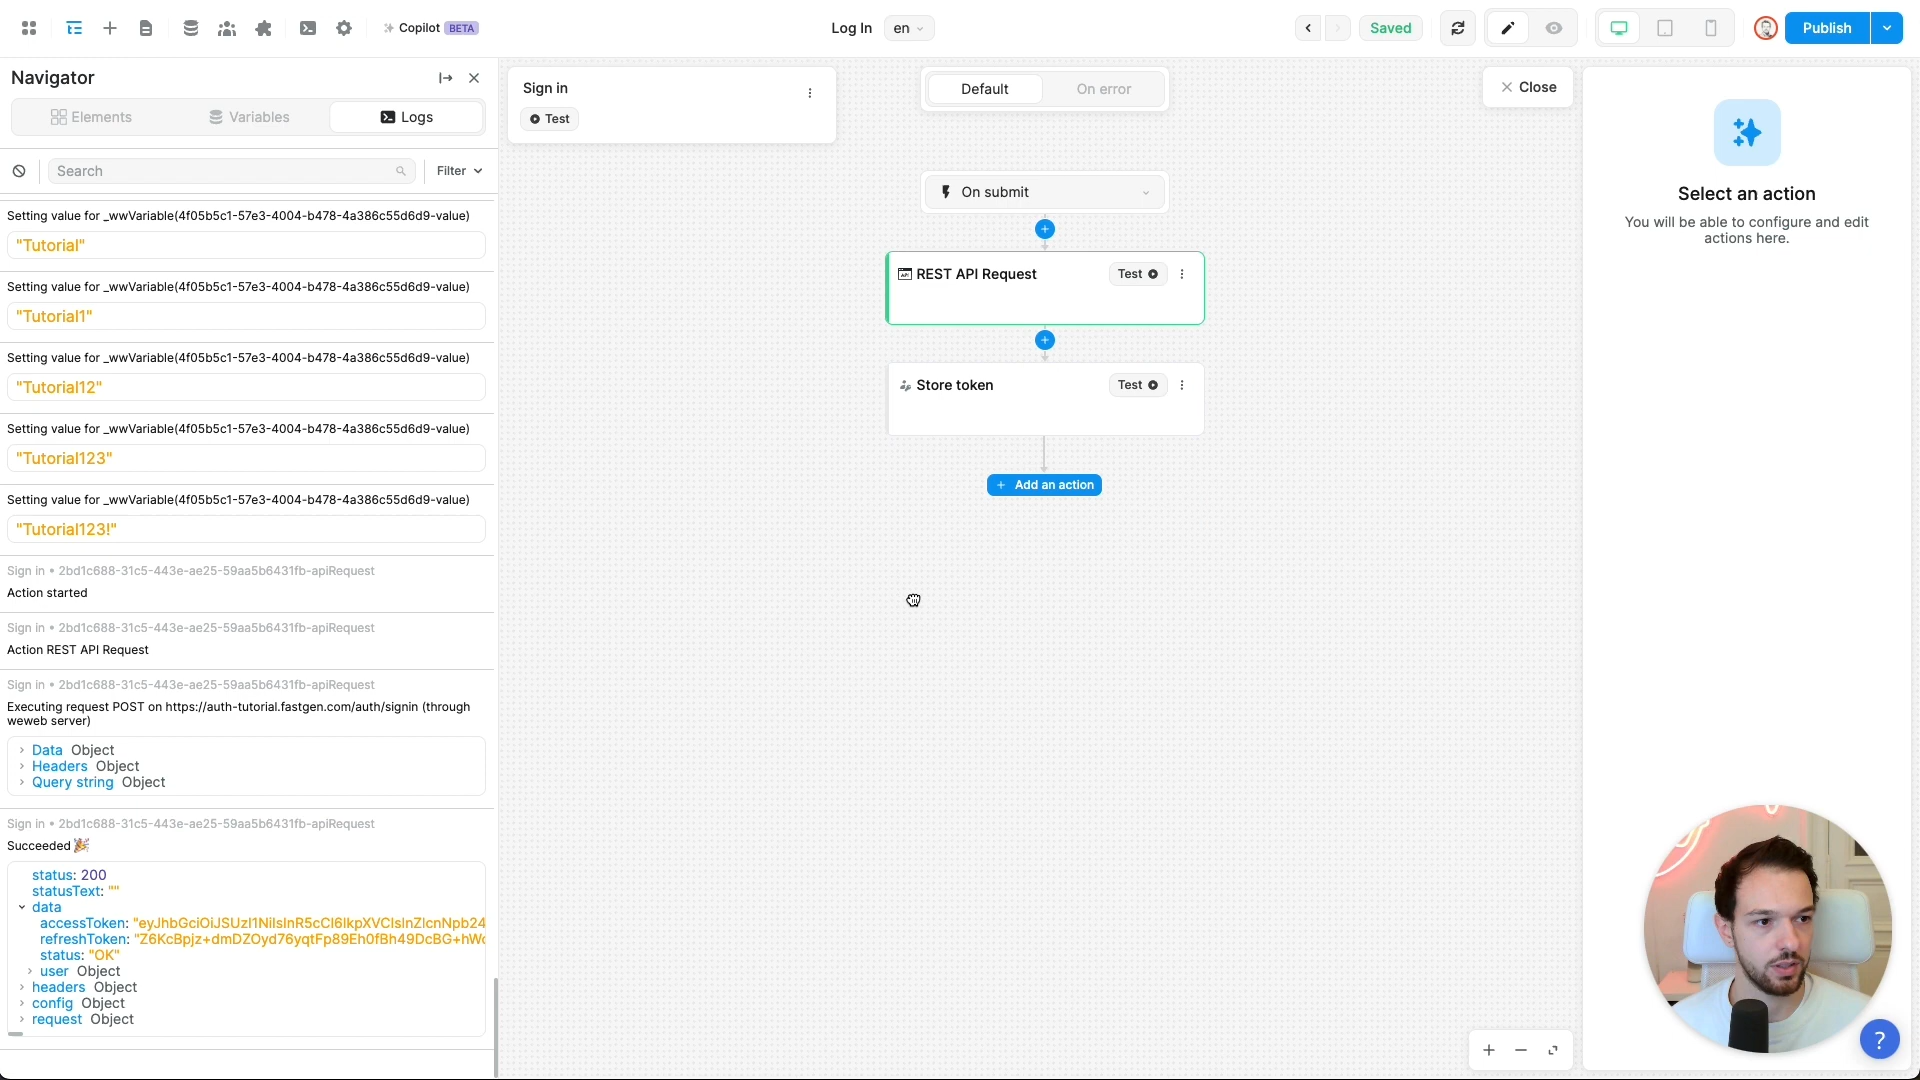 Copilot BETA
Log In
en
Saved
Publish
Navigator
Elements
Variables
Logs
Search
Filter
Setting value for _wwVariable(4f05b5c1-57e3-4004-b478-4a386c55d6d9-value)
"Tutorial"
Setting value for _wwVariable(4f05b5c1-57e3-4004-b478-4a386c55d6d9-value)
"Tutorial1"
Setting value for _wwVariable(4f05b5c1-57e3-4004-b478-4a386c55d6d9-value)
"Tutorial12"
Setting value for _wwVariable(4f05b5c1-57e3-4004-b478-4a386c55d6d9-value)
"Tutorial123"
Setting value for _wwVariable(4f05b5c1-57e3-4004-b478-4a386c55d6d9-value)
"Tutorial123!"
Sign in • 2bd1c688-31c5-443e-ae25-59aa5b6431fb-apiRequest
Action started
Sign in • 2bd1c688-31c5-443e-ae25-59aa5b6431fb-apiRequest
Action REST API Request
Sign in • 2bd1c688-31c5-443e-ae25-59aa5b6431fb-apiRequest
Executing request POST on https://auth-tutorial.fastgen.com/auth/signin (through
weweb server)
Data Object
Headers Object
Query string Object
Sign in • 2bd1c688-31c5-443e-ae25-59aa5b6431fb-apiRequest
Succeeded 🎉
status: 200
statusText: ""
data
accessToken:
refreshToken:
status: "OK"
user Object
headers Object
config Object
request Object
Sign in
Test
Default
On error
Close
On submit
REST API Request
Test
Store token
Test
+ Add an action
Select an action
You will be able to configure and edit
actions here.
?